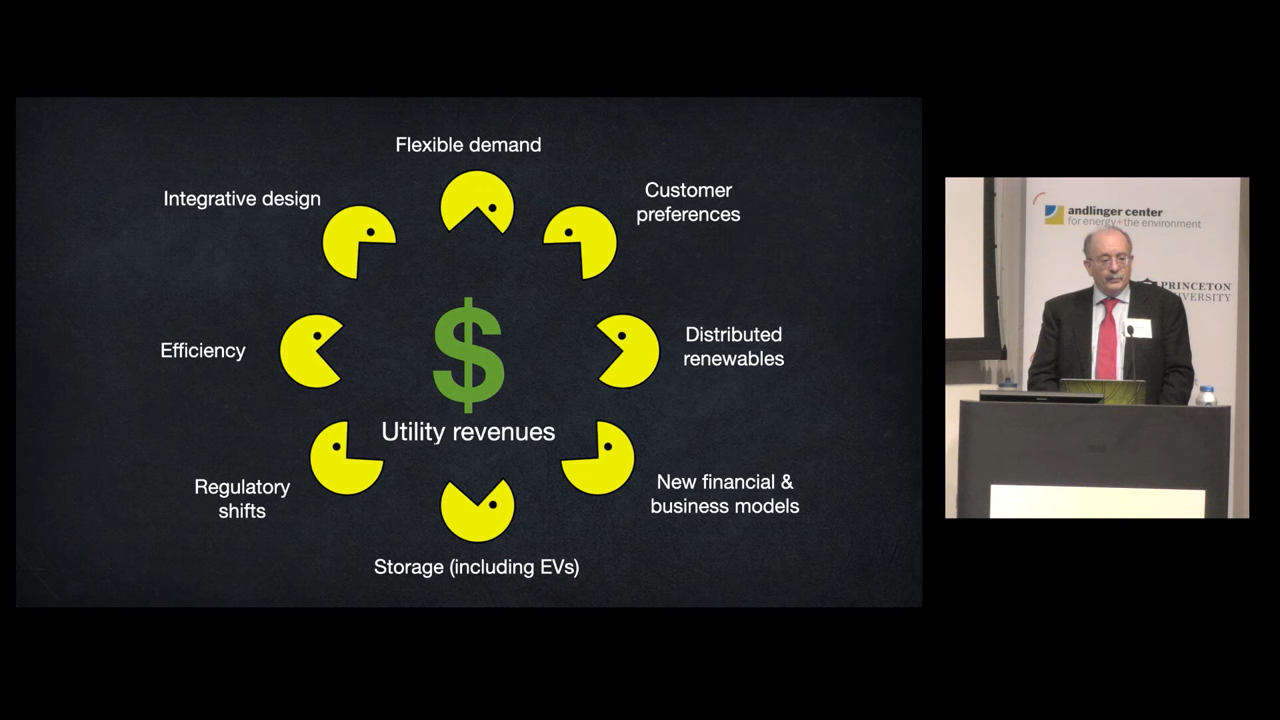 Flexible demand
Integrative design
Customer
preferences
Efficiency
$
Distributed
renewables
Utility revenues
Regulatory
shifts
New financial &
business models
Storage (including EVs)
andlinger center
for energy+the environment
PRINCETON